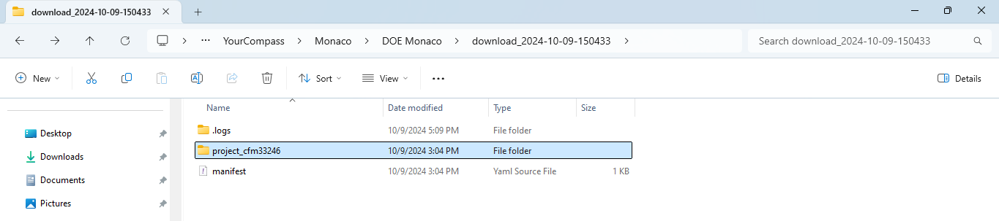 download_2024-10-09-150433
YourCompass Monaco DOE Monaco download_2024-10-09-150433 Search download_2024-10-09-150433
New Sort View Details
Name Date modified Type Size
.logs 10/9/2024 5:09 PM File folder
project_cfm33246 10/9/2024 3:04 PM File folder
manifest 10/9/2024 3:04 PM Yaml Source File 1 KB
Desktop
Downloads
Documents
Pictures